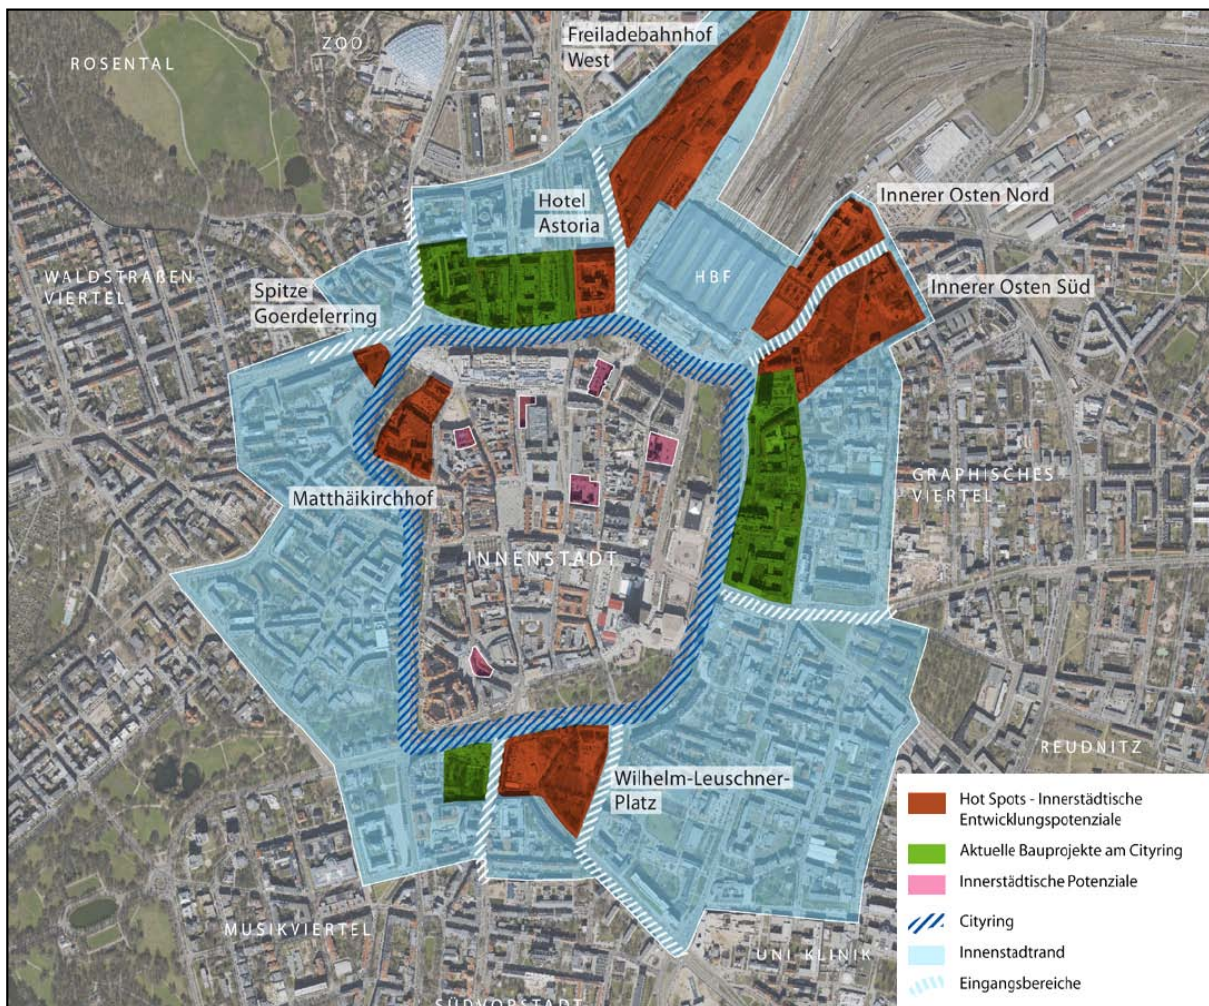 Freiladebahnhof
West
ZOO
ROSENTAL
Hotel
Astoria
Innerer Osten Nord
HBF
WALDSTRAßEN
VIERTEL
Spitze
Goerdelerring
Innerer Osten Süd
Matthäikirchhof
GRAPHISCHES
VIERTEL
INNENSTADT
REUDNITZ
Wilhelm-Leuschner-
Platz
MUSIKVIERTEL
UNI KLINIK
SÜDVORSTADT
Hot Spots - Innerstädtische
Entwicklungspotenziale
Aktuelle Bauprojekte am Cityring
Innerstädtische Potenziale
Cityring
Innenstadtrand
Eingangsbereiche